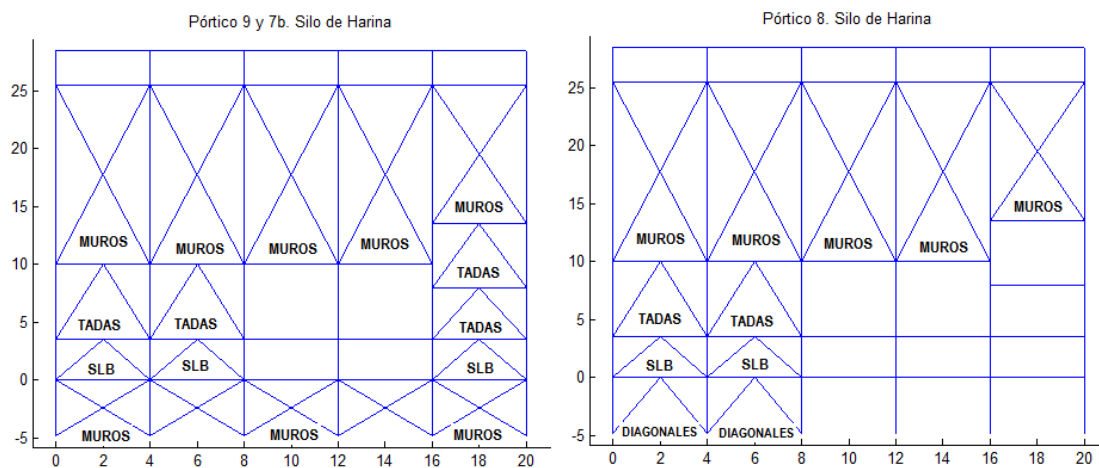 Pórtico 9 y 7b. Silo de Harina
25
20
15
10
5
0
-5
MUROS
MUROS
MUROS
MUROS
MUROS
TADAS
TADAS
TADAS
TADAS
SLB
SLB
SLB
MUROS
MUROS
MUROS
0 2 4 6 8 10 12 14 16 18 20
Pórtico 8. Silo de Harina
25
20
15
10
5
0
-5
MUROS
MUROS
MUROS
MUROS
MUROS
TADAS
TADAS
SLB
SLB
DIAGONALES
DIAGONALES
0 2 4 6 8 10 12 14 16 18 20